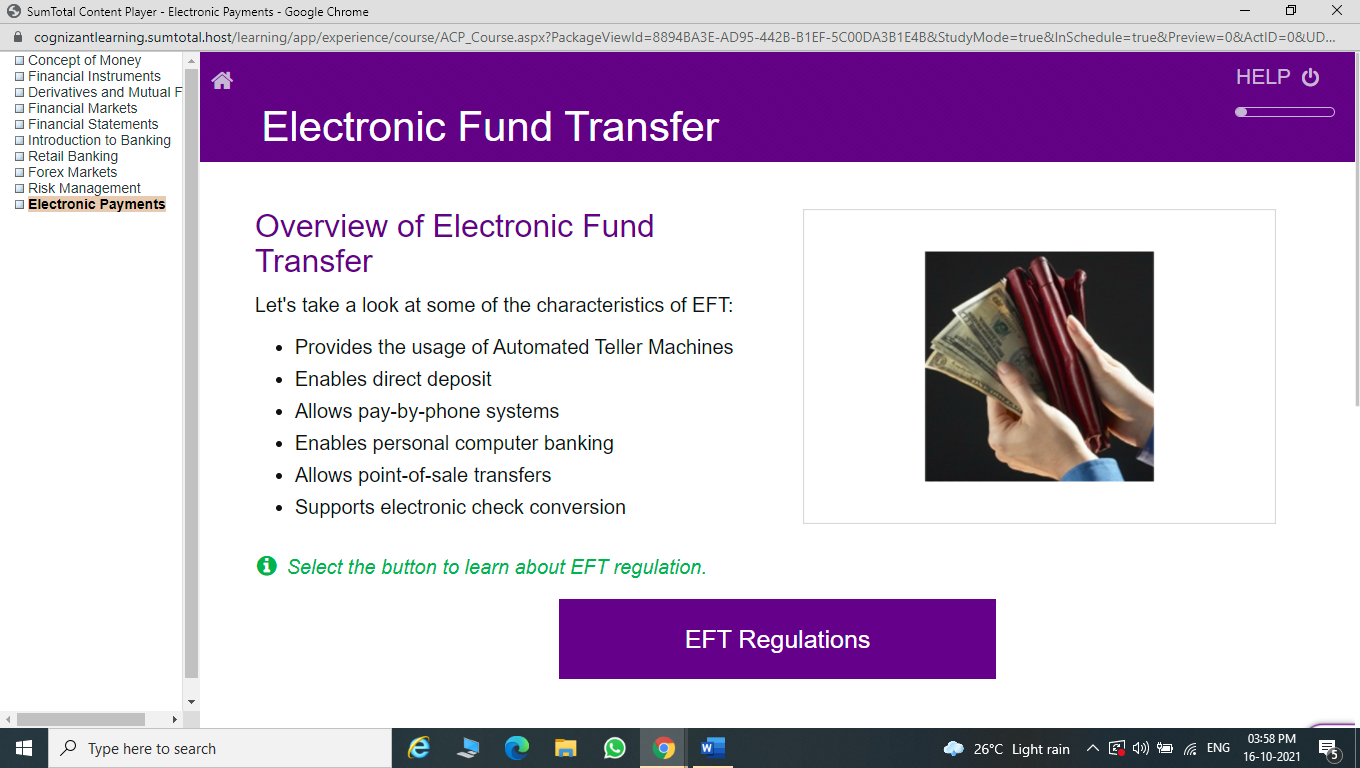 SumTotal Content Player - Electronic Payments - Google Chrome
cognizantlearning.sumtotal.host/learning/app/experience/course/ACP_Course.aspx?PackageViewId=8894BA3E-AD95-442B-B1EF-5C00DA3B1E4B&StudyMode=true&InSchedule=true&Preview=0&ActID=0&UD...
Concept of Money
Financial Instruments
Derivatives and Mutual F
Financial Markets
Financial Statements
Introduction to Banking
Retail Banking
Forex Markets
Risk Management
Electronic Payments
HELP
Electronic Fund Transfer
Overview of Electronic Fund
Transfer
Let's take a look at some of the characteristics of EFT:
• Provides the usage of Automated Teller Machines
• Enables direct deposit
• Allows pay-by-phone systems
• Enables personal computer banking
• Allows point-of-sale transfers
• Supports electronic check conversion
Select the button to learn about EFT regulation.
EFT Regulations
Type here to search
26°C Light rain
ENG
03:58 PM
16-10-2021
5